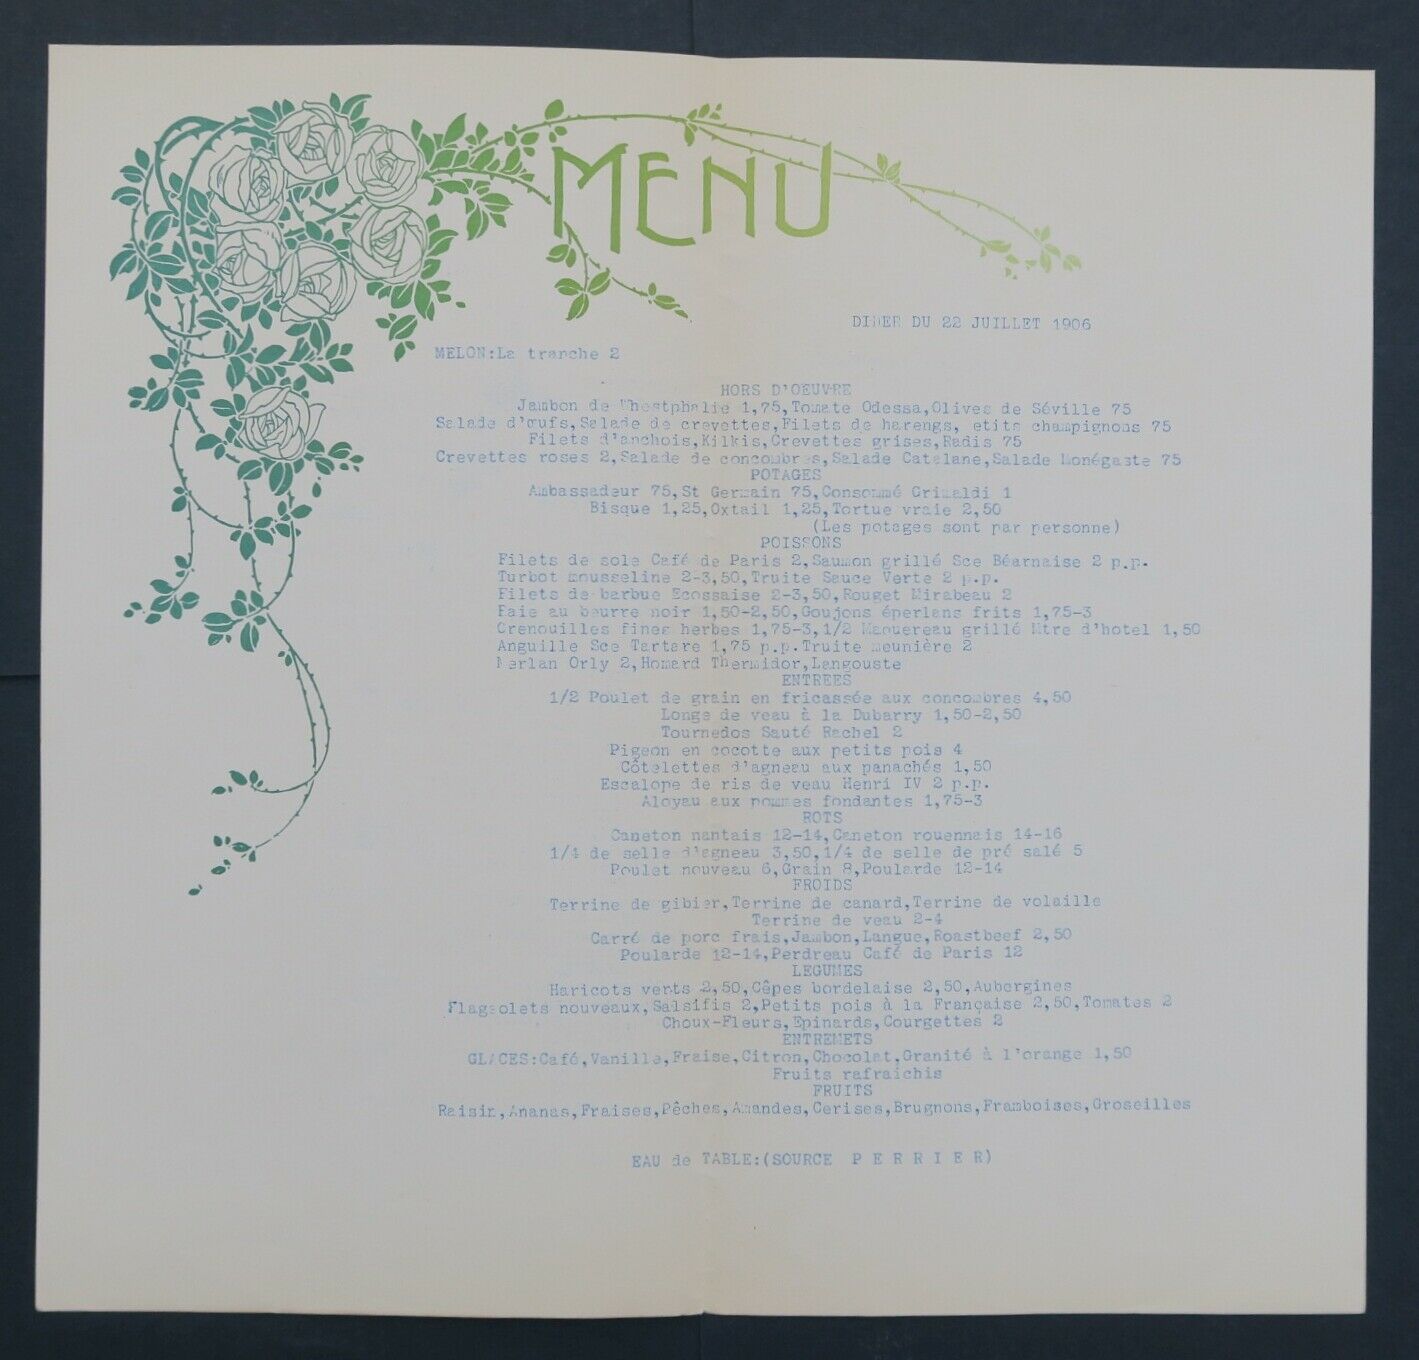 MENU
DINER DU 22 JUILLET 1906
MELON:La tranche 2
HORS D'OEUVRE
Jambon de Whestphalie 1,75,Tomate Odessa,Olives de Séville 75
Salade d'œufs,Salade de crevettes,Filets de harengs, etits champignons 75
Filets d'anchois,Kilkis,Crevettes grises,Radis 75
Crevettes roses 2,Salade de concombres,Salade Catalane,Salade Monégaste 75
POTAGES
Ambassadeur 75,St Germain 75,Consommé Grimaldi 1
Bisque 1,25,Oxtail 1,25,Tortue vraie 2,50
(Les potages sont par personne)
POISSONS
Filets de sole Café de Paris 2,Saumon grillé Sce Béarnaise 2 p.p.
Turbot mousseline 2-3,50,Truite Sauce Verte 2 p.p.
Filets de barbue Ecossaise 2-3,50,Rouget Mirabeau 2
Raie au beurre noir 1,50-2,50,Goujons éperlans frits 1,75-3
Grenouilles fines herbes 1,75-3,1/2 Maquereau grillé Mtre d'hotel 1,50
Anguille Sce Tartare 1,75 p.p.Truite meunière 2
Merlan Orly 2,Homard Thermidor,Langouste
ENTREES
1/2 Poulet de grain en fricassée aux concombres 4,50
Longe de veau à la Dubarry 1,50-2,50
Tournedos Sauté Rachel 2
Pigeon en cocotte aux petits pois 4
Côtelettes d'agneau aux panachés 1,50
Escalope de ris de veau Henri IV 2 p.p.
Aloyau aux pommes fondantes 1,75-3
ROTS
Caneton nantais 12-14,Caneton rouennais 14-16
1/4 de selle d'agneau 3,50,1/4 de selle de pré salé 5
Poulet nouveau 6,Grain 8,Poularde 12-14
FROIDS
Terrine de gibier,Terrine de canard,Terrine de volaille
Terrine de veau 2-4
Carré de porc frais,Jambon,Langue,Roastbeef 2,50
Poularde 12-14,Perdreau Café de Paris 12
LEGUMES
Haricots verts 2,50,Cêpes bordelaise 2,50,Aubergines
Flageolets nouveaux,Salsifis 2,Petits pois à la Française 2,50,Tomates 2
Choux-Fleurs,Epinards,Courgettes 2
ENTREMETS
GLACES:Café,Vanille,Fraise,Citron,Chocolat,Granité à l'orange 1,50
Fruits rafraichis
FRUITS
Raisin,Ananas,Fraises,Pêches,Amandes,Cerises,Brugnons,Framboises,Groseilles
EAU de TABLE:(SOURCE P E R R I E R)